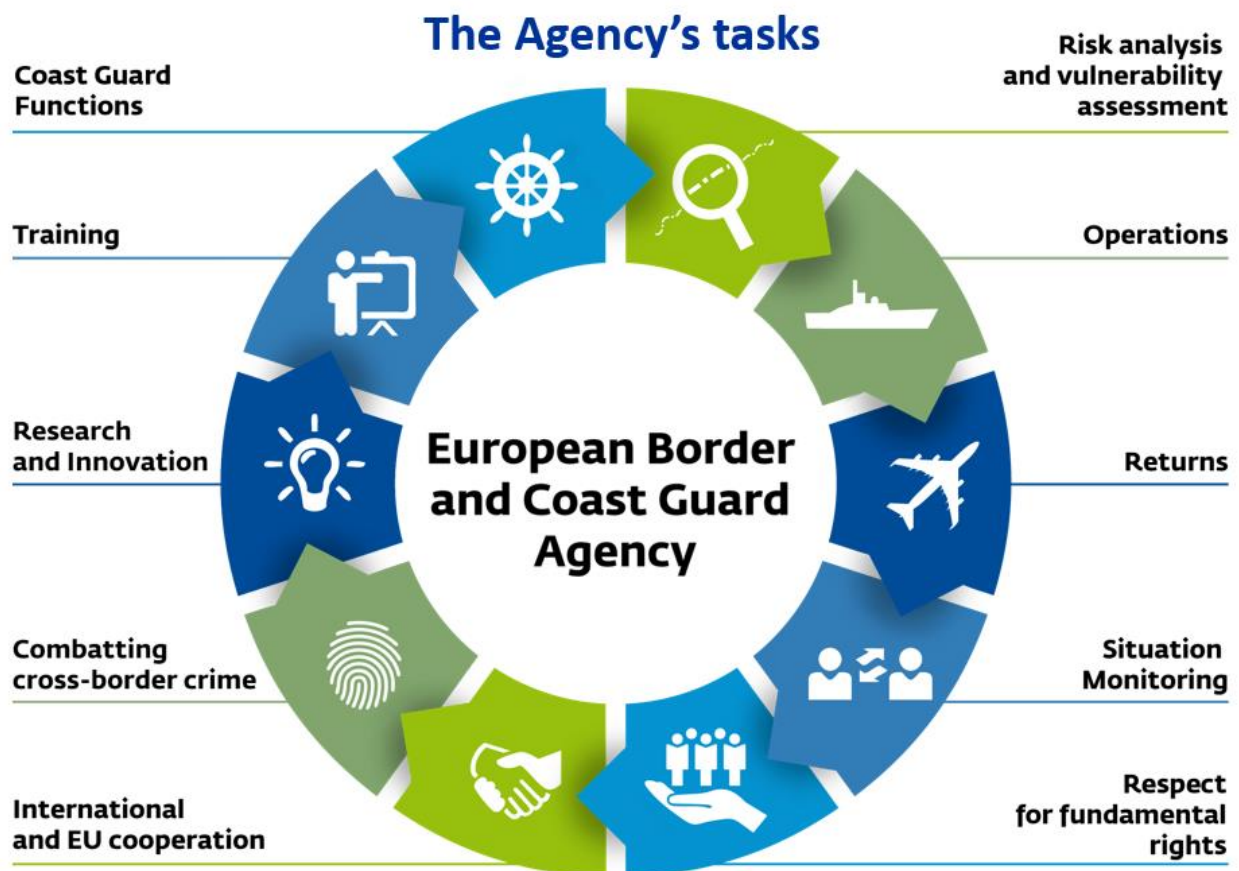 The Agency's tasks
Coast Guard
Functions
Risk analysis
and vulnerability
assessment
Training
Operations
Research
and Innovation
European Border
and Coast Guard
Agency
Returns
Combatting
cross-border crime
Situation
Monitoring
International
and EU cooperation
Respect
for fundamental
rights